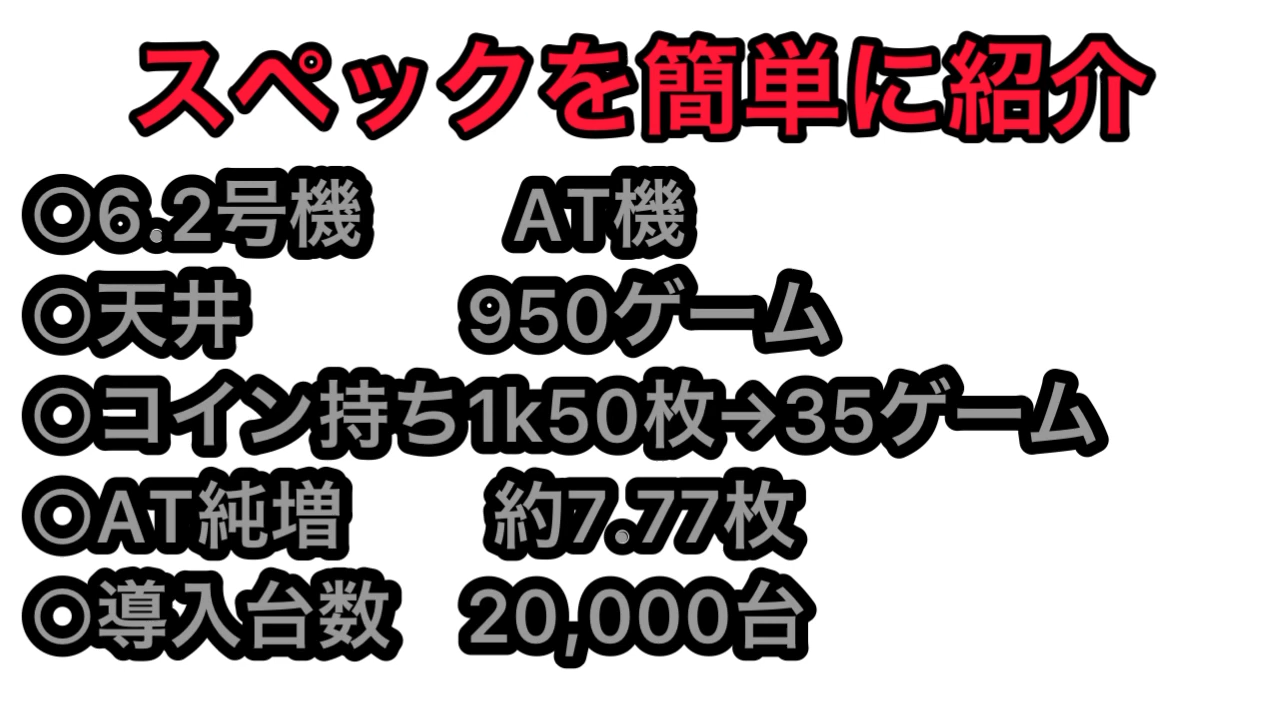 スペックを簡単に紹介
◎6.2号機　　AT機
◎天井　　　950ゲーム
◎コイン持ち1k50枚→35ゲーム
◎AT純増　　約7.77枚
◎導入台数　20,000台